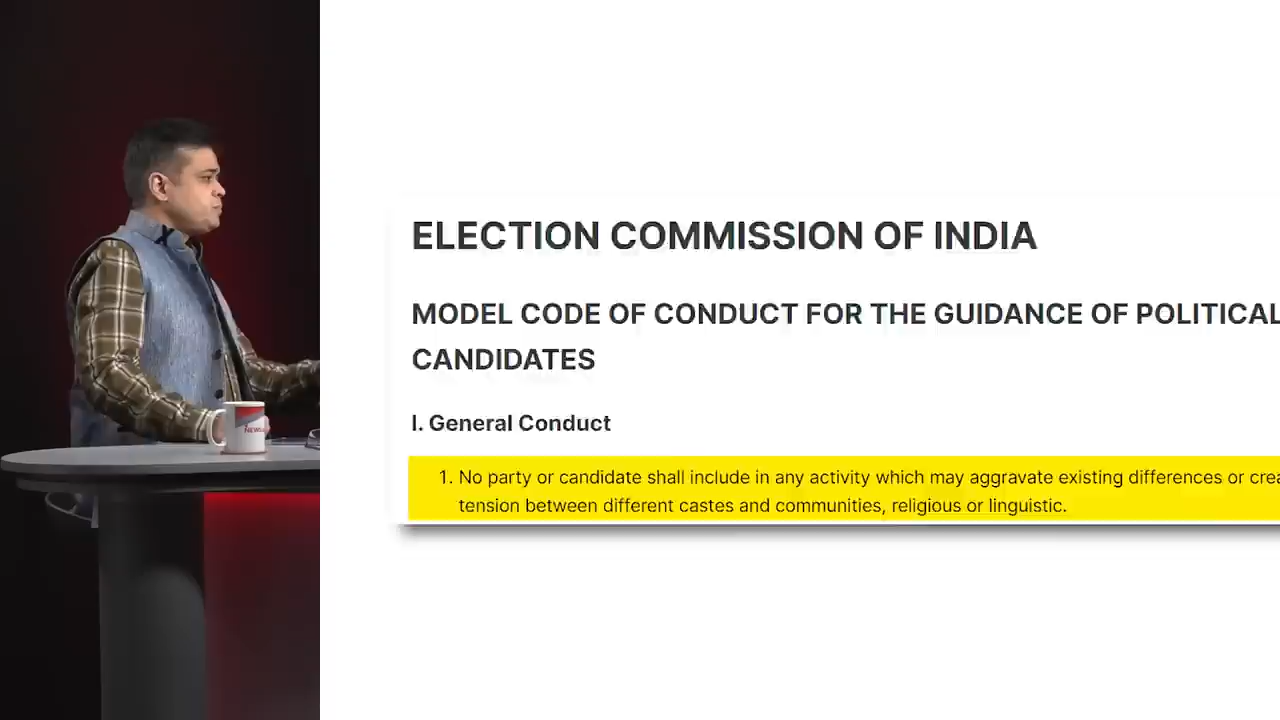 ELECTION COMMISSION OF INDIA
MODEL CODE OF CONDUCT FOR THE GUIDANCE OF POLITICAL
CANDIDATES
I. General Conduct
1. No party or candidate shall include in any activity which may aggravate existing differences or crea
tension between different castes and communities, religious or linguistic.